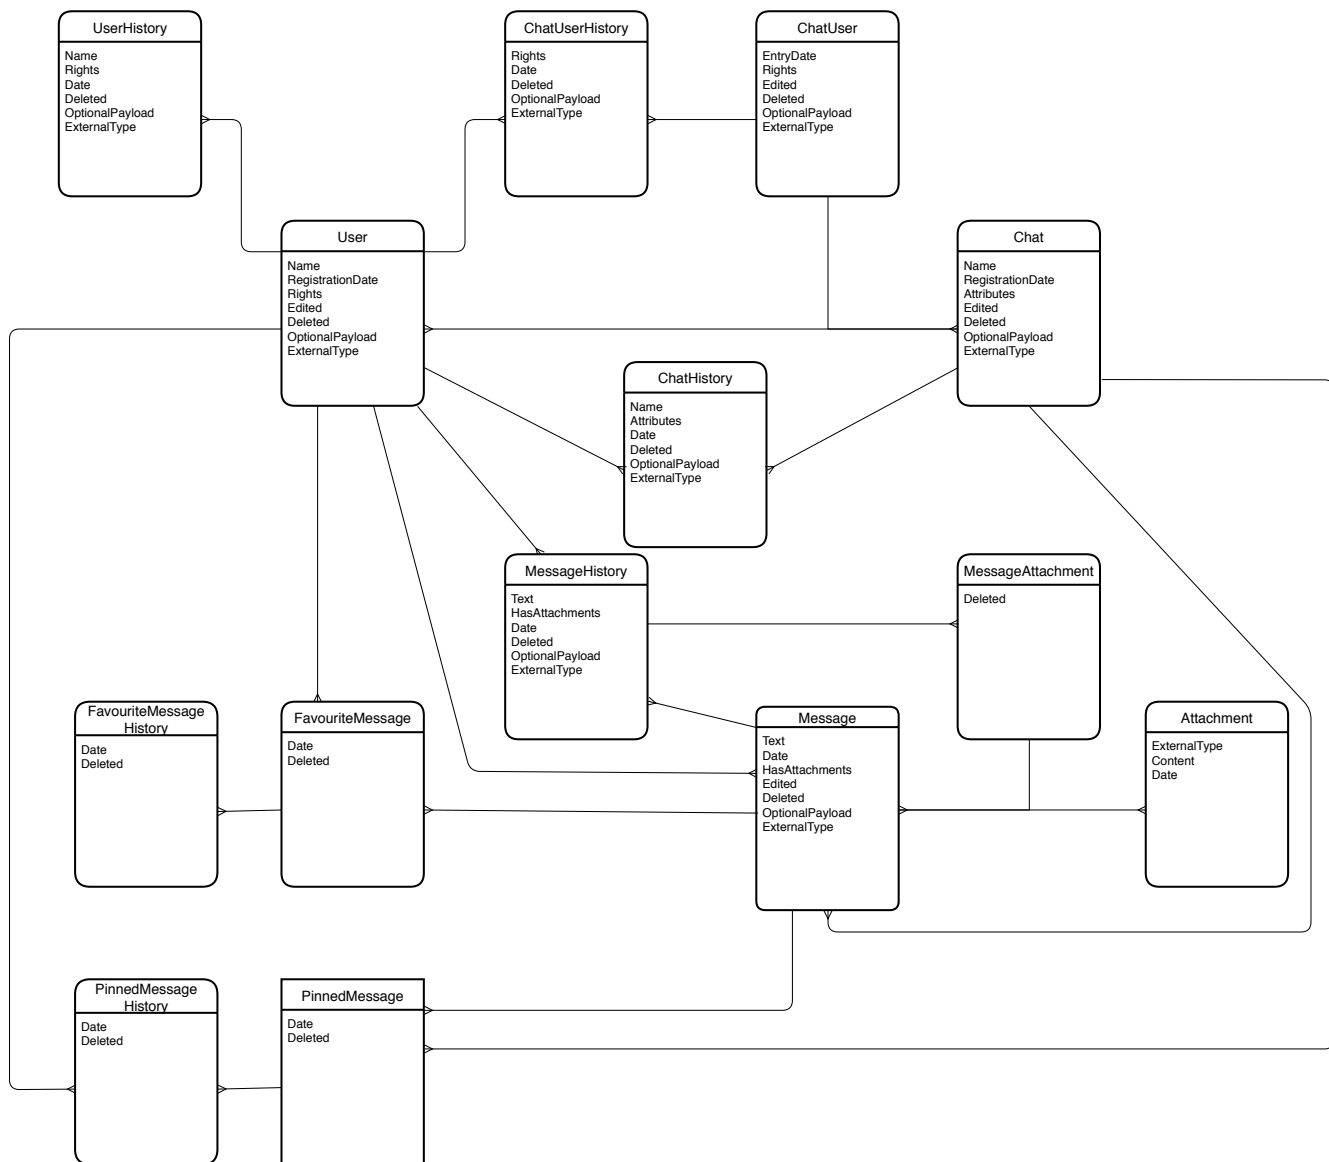 UserHistory
Name
Rights
Date
Deleted
OptionalPayload
ExternalType
ChatUserHistory
Rights
Date
Deleted
OptionalPayload
ExternalType
ChatUser
EntryDate
Rights
Edited
Deleted
OptionalPayload
ExternalType
User
Name
RegistrationDate
Rights
Edited
Deleted
OptionalPayload
ExternalType
Chat
Name
RegistrationDate
Attributes
Edited
Deleted
OptionalPayload
ExternalType
ChatHistory
Name
Attributes
Date
Deleted
OptionalPayload
ExternalType
MessageHistory
Text
HasAttachments
Date
Deleted
OptionalPayload
ExternalType
MessageAttachment
Deleted
FavouriteMessage
History
Date
Deleted
FavouriteMessage
Date
Deleted
Message
Text
Date
HasAttachments
Edited
Deleted
OptionalPayload
ExternalType
Attachment
ExternalType
Content
Date
PinnedMessage
History
Date
Deleted
PinnedMessage
Date
Deleted